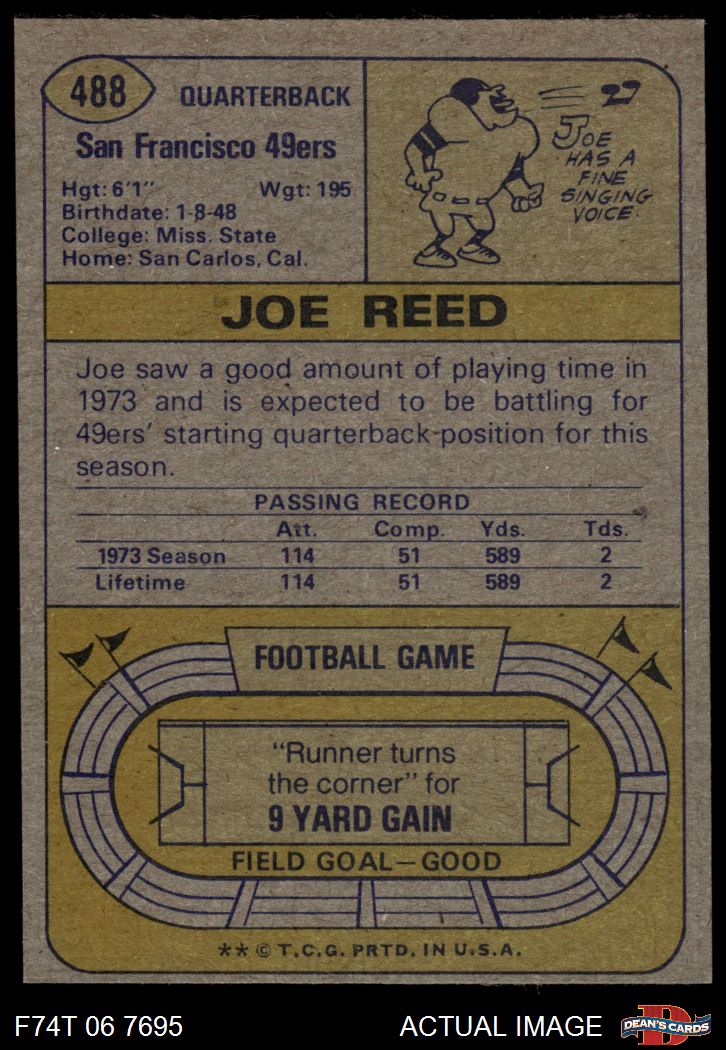 488
QUARTERBACK
San Francisco 49ers
Hgt: 6'1" Wgt: 195
Birthdate: 1-8-48
College: Miss. State
Home: San Carlos, Cal.
JOE
HAS A
FINE
SINGING
VOICE.
JOE REED
Joe saw a good amount of playing time in
1973 and is expected to be battling for
49ers' starting quarterback position for this
season.
PASSING RECORD
Att. Comp. Yds. Tds.
1973 Season 114 51 589 2
Lifetime 114 51 589 2
FOOTBALL GAME
"Runner turns
the corner" for
9 YARD GAIN
FIELD GOAL—GOOD
** © T.C.G. PRTD. IN U.S.A.
F74T 06 7695 ACTUAL IMAGE
D
DEAN'S CARDS